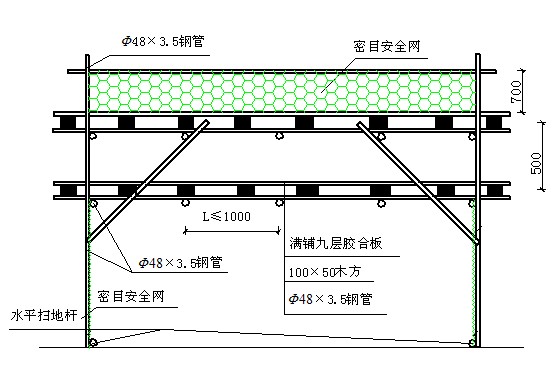 Φ48×3.5钢管
密目安全网
700
500
L≤1000
满铺九层胶合板
Φ48×3.5钢管
100×50木方
密目安全网
Φ48×3.5钢管
水平扫地杆